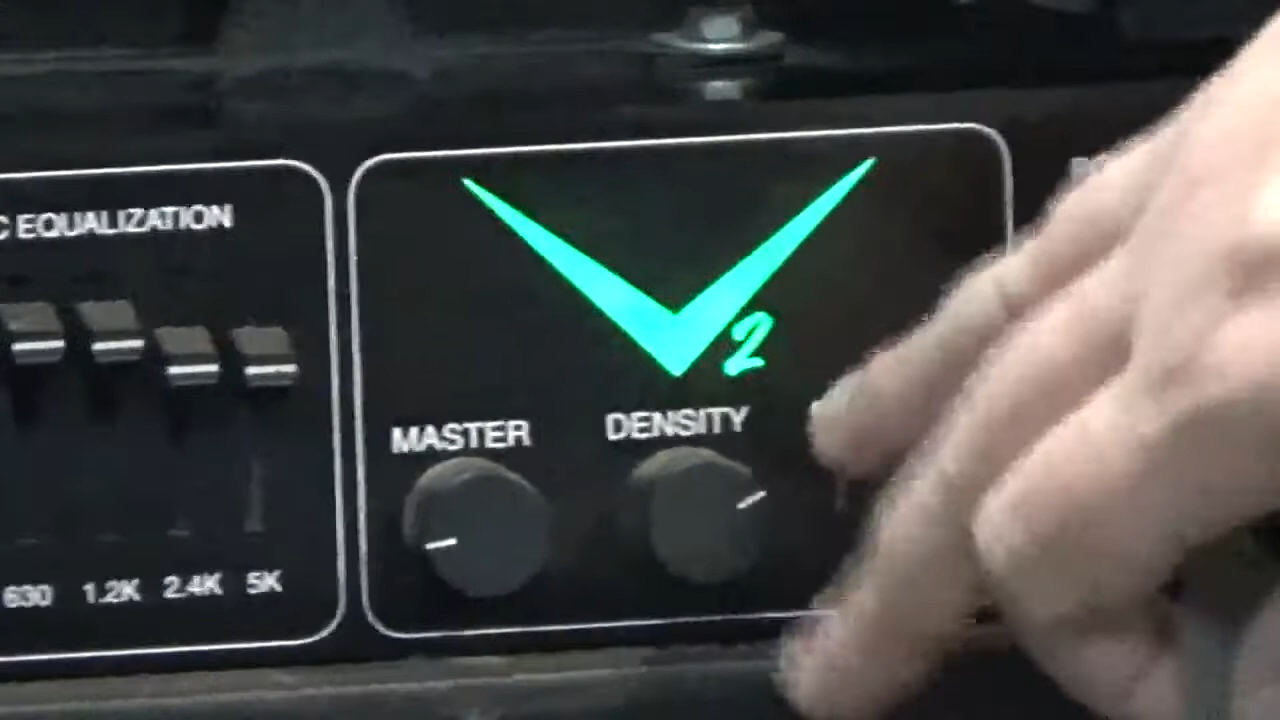 C EQUALIZATION
630 1.2K 2.4K 5K
V2
MASTER
DENSITY